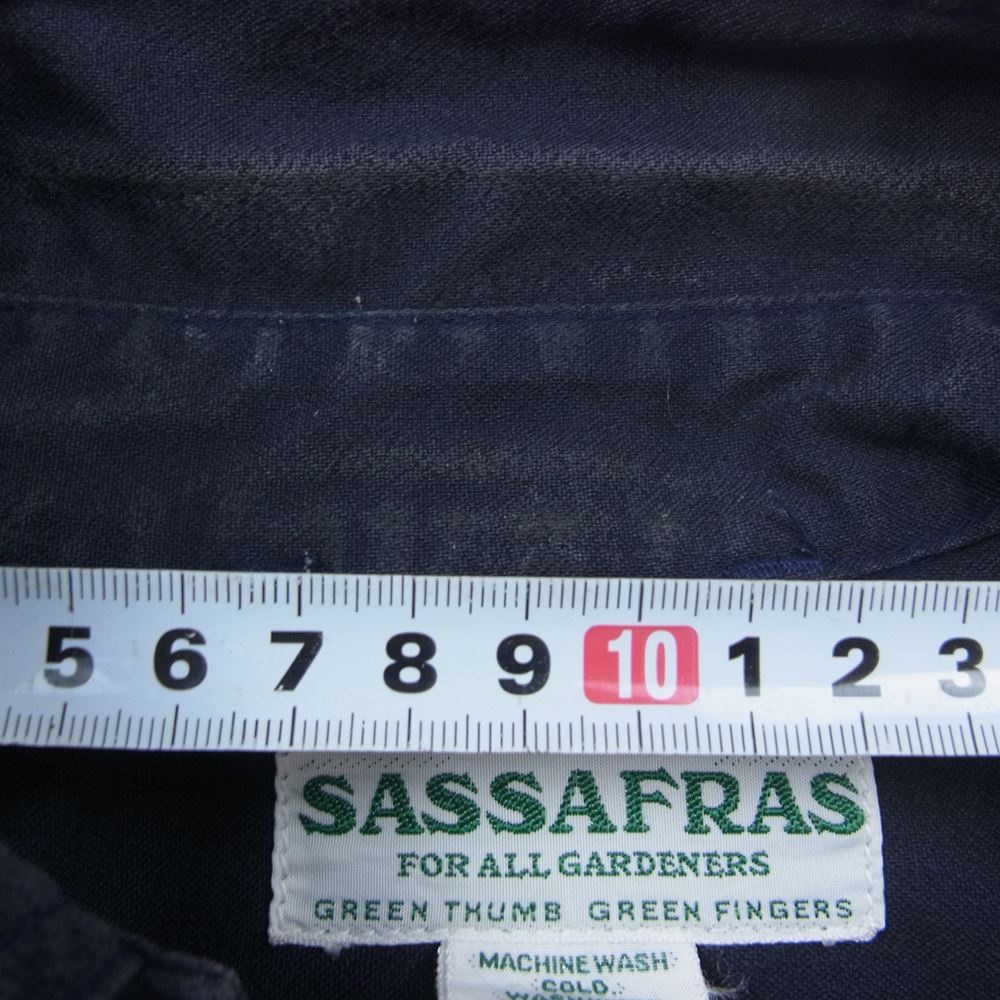 5 6 7 8 9 10 1 2 3
SASSAFRAS
FOR ALL GARDENERS
GREEN THUMB GREEN FINGERS
MACHINE WASH
COLD.